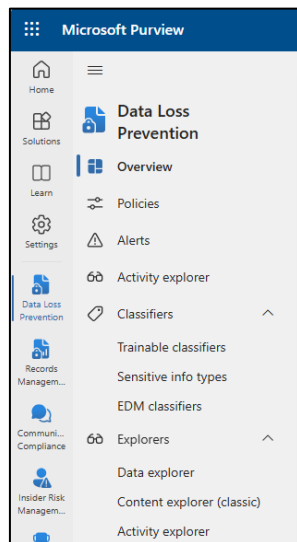 Microsoft Purview
Home
Solutions
Learn
Settings
Data Loss
Prevention
Records
Managem...
Communi...
Compliance
Insider Risk
Managem...
Data Loss
Prevention
Overview
Policies
Alerts
Activity explorer
Classifiers
Trainable classifiers
Sensitive info types
EDM classifiers
Explorers
Data explorer
Content explorer (classic)
Activity explorer